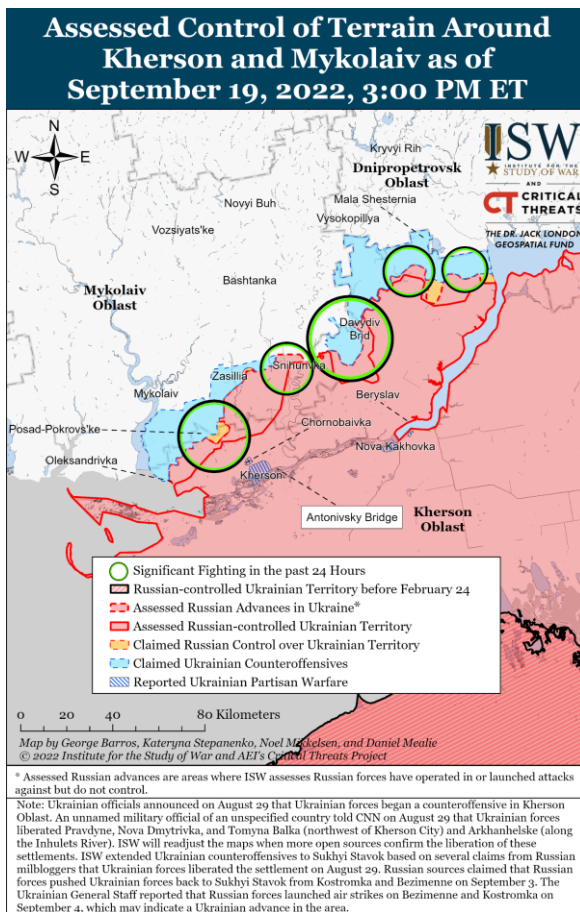 Assessed Control of Terrain Around
Kherson and Mykolaiv as of
September 19, 2022, 3:00 PM ET
N
W E
S
ISW
INSTITUTE FOR THE
STUDY OF WAR
AND
CT CRITICAL
THREATS
THE DR. JACK LONDON
GEOSPATIAL FUND
Kryvyi Rih
Dnipropetrovsk
Oblast
Mala Shesternia
Vysokopillya
Novyi Buh
Vozsiyats'ke
Bashtanka
Mykolaiv
Oblast
Davydiv
Brid
Snihurivka
Zasillia
Mykolaiv
Beryslav
Chornobaivka
Posad-Pokrovs'ke
Nova Kakhovka
Oleksandrivka
Kherson
Kherson
Oblast
Antonivsky Bridge
Significant Fighting in the past 24 Hours
Russian-controlled Ukrainian Territory before February 24
Assessed Russian Advances in Ukraine*
Assessed Russian-controlled Ukrainian Territory
Claimed Russian Control over Ukrainian Territory
Claimed Ukrainian Counteroffensives
Reported Ukrainian Partisan Warfare
0 20 40 80 Kilometers
Map by George Barros, Kateryna Stepanenko, Noel Mikkelsen, and Daniel Mealie
© 2022 Institute for the Study of War and AEI's Critical Threats Project
* Assessed Russian advances are areas where ISW assesses Russian forces have operated in or launched attacks
against but do not control.
Note: Ukrainian officials announced on August 29 that Ukrainian forces began a counteroffensive in Kherson
Oblast. An unnamed military official of an unspecified country told CNN on August 29 that Ukrainian forces
liberated Pravdyne, Nova Dmytrivka, and Tomyna Balka (northwest of Kherson City) and Arkhanhelske (along
the Inhulets River). ISW will readjust the maps when more open sources confirm the liberation of these
settlements. ISW extended Ukrainian counteroffensives to Sukhyi Stavok based on several claims from Russian
milbloggers that Ukrainian forces liberated the settlement on August 29. Russian sources claimed that Russian
forces pushed Ukrainian forces back to Sukhyi Stavok from Kostromka and Bezimenne on September 3. The
Ukrainian General Staff reported that Russian forces launched air strikes on Bezimenne and Kostromka on
September 4, which may indicate a Ukrainian advance in the area.